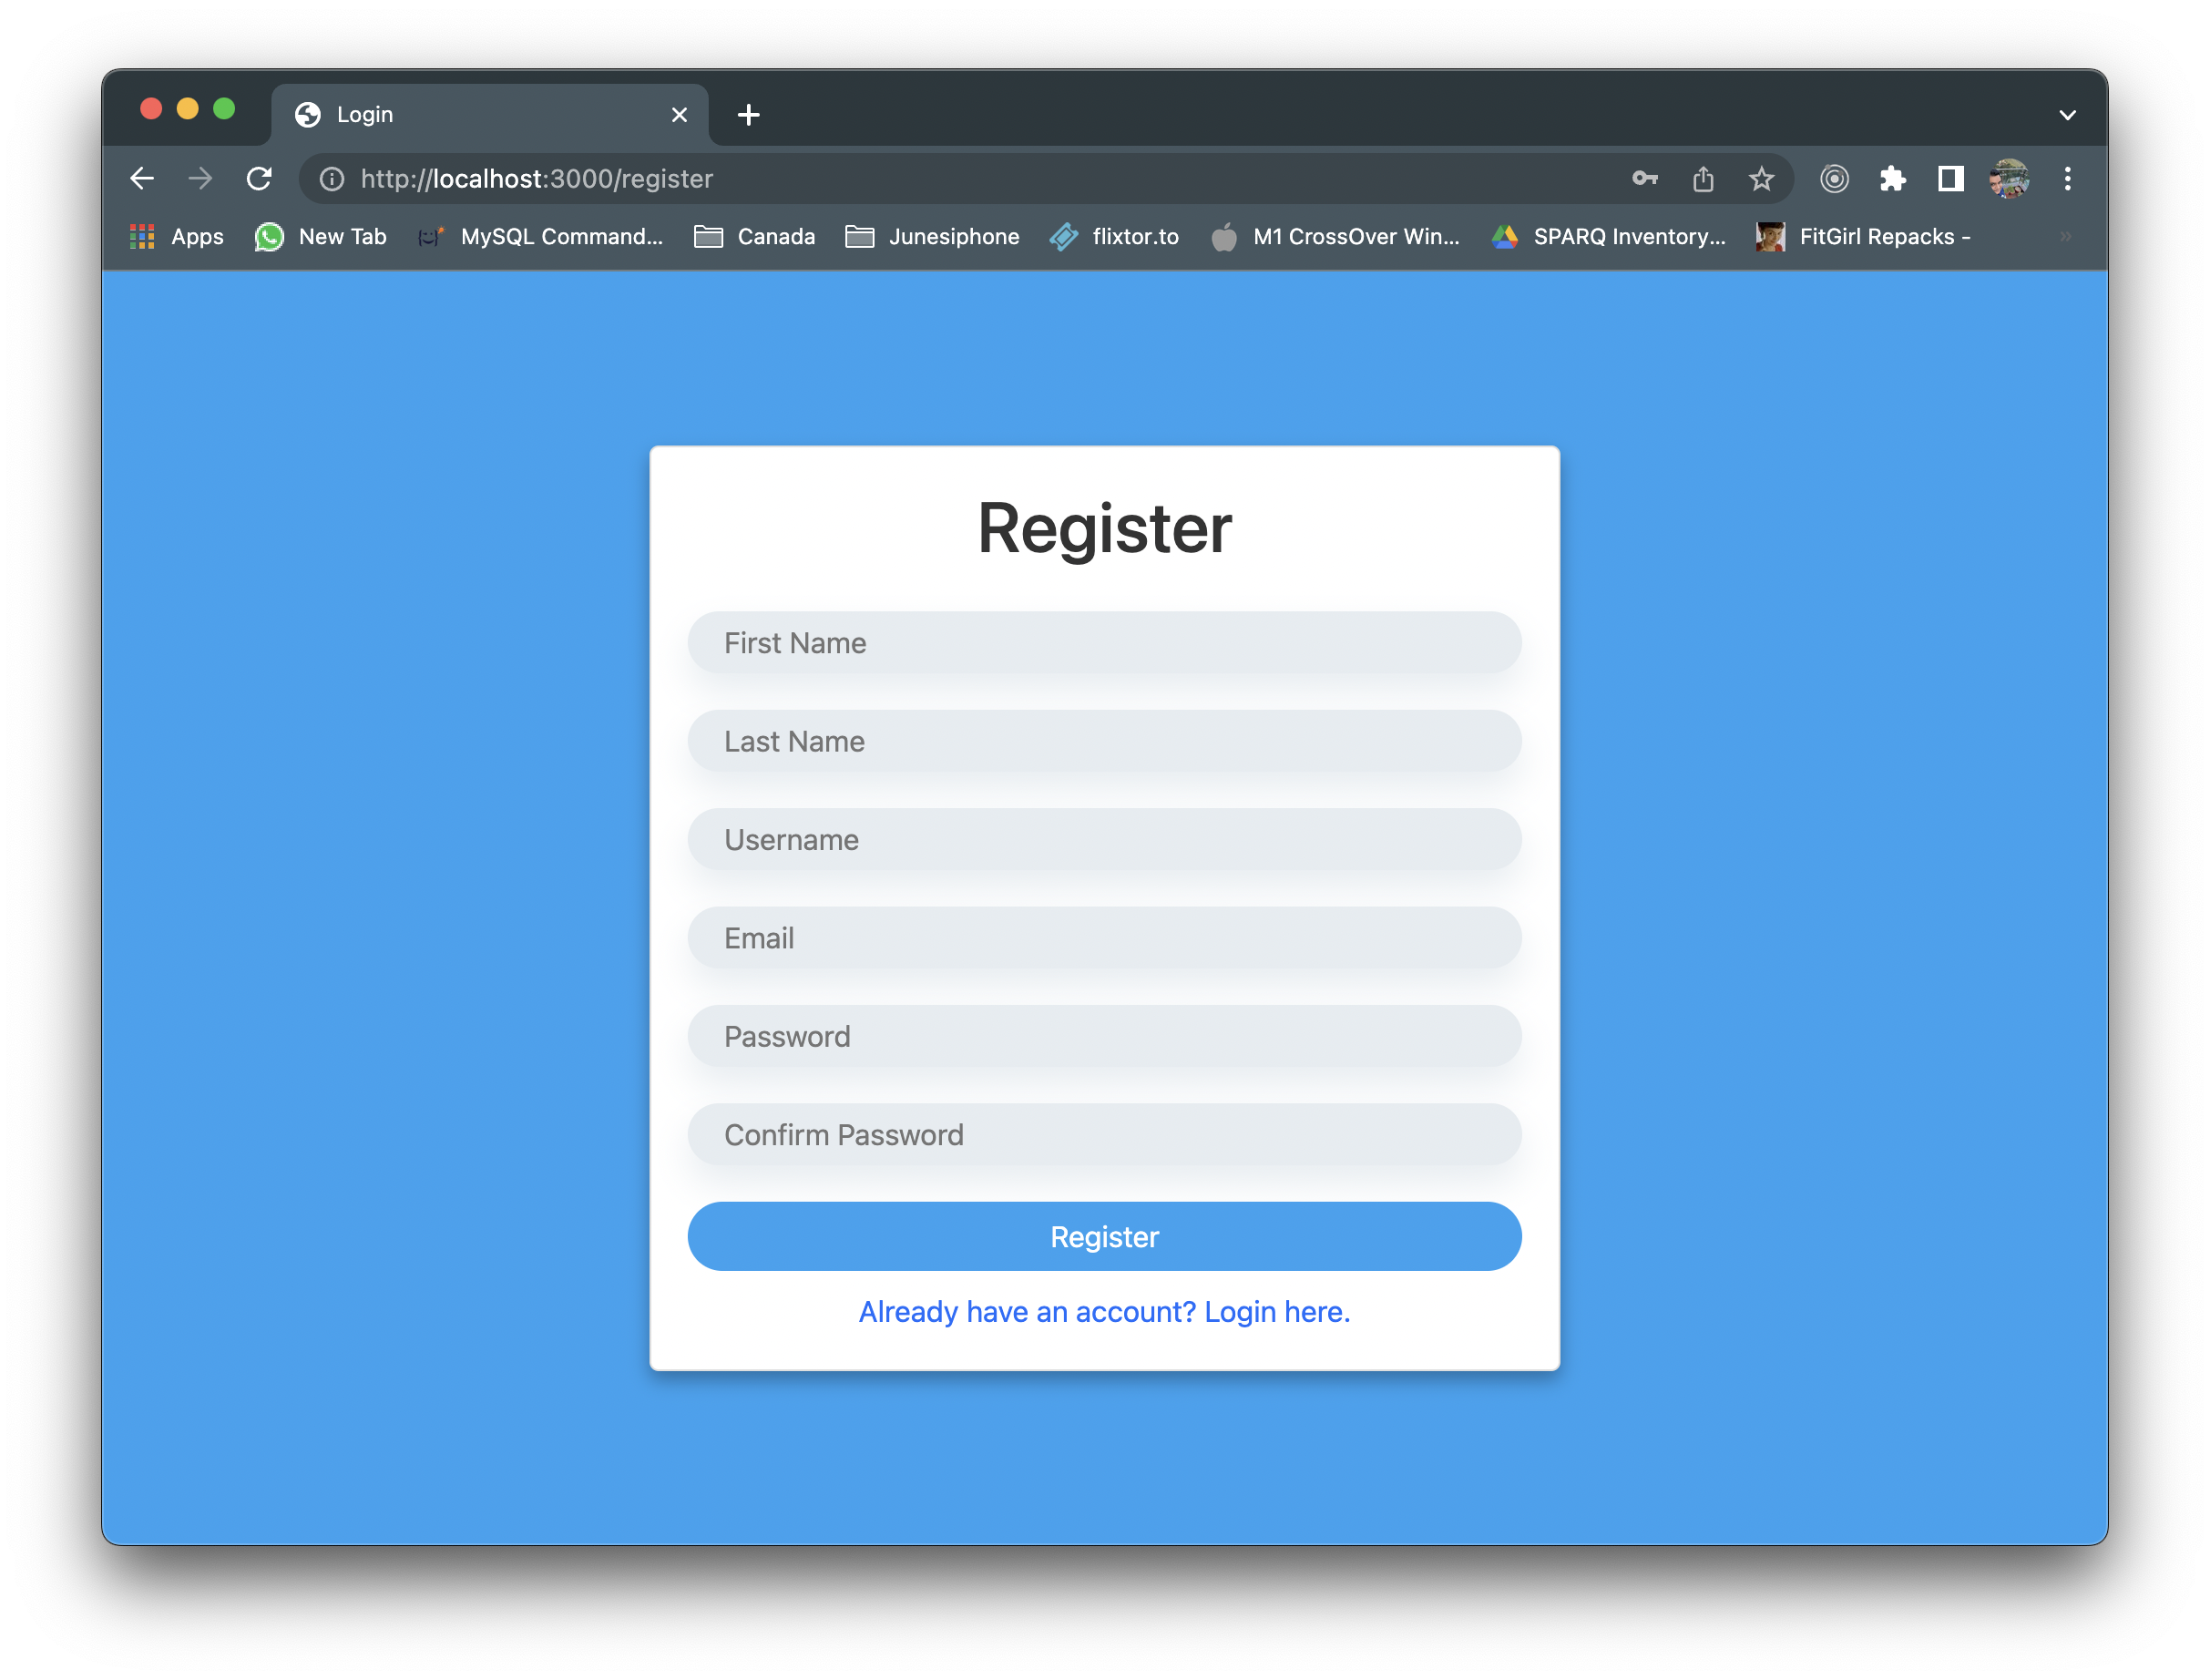 Login
http://localhost:3000/register
Apps New Tab MySQL Command... Canada Junesiphone flixtor.to M1 CrossOver Win... SPARQ Inventory... FitGirl Repacks -
Register
First Name
Last Name
Username
Email
Password
Confirm Password
Register
Already have an account? Login here.